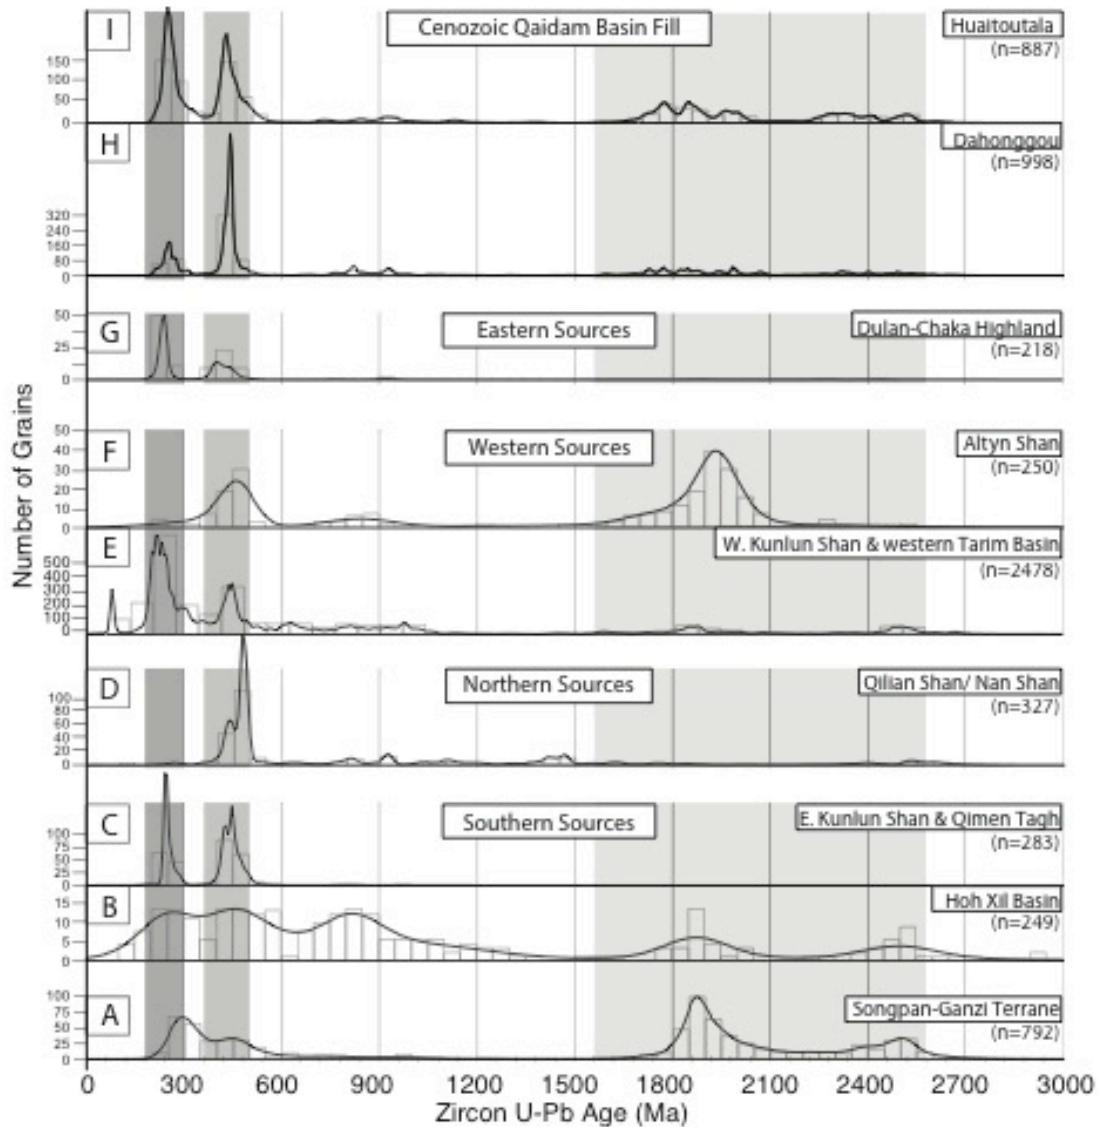 I
Cenozoic Qaidam Basin Fill
Huaitoutala
(n=887)
150
100
50
0
H
Dahonggou
(n=998)
320
240
160
80
0
G
Eastern Sources
Dulan-Chaka Highland
(n=218)
50
25
0
F
Western Sources
Altyn Shan
(n=250)
50
40
30
20
10
0
E
W. Kunlun Shan & western Tarim Basin
(n=2478)
500
400
300
200
100
0
D
Northern Sources
Qilian Shan/ Nan Shan
(n=327)
100
80
60
40
20
0
C
Southern Sources
E. Kunlun Shan & Qimen Tagh
(n=283)
100
75
50
25
0
B
Hoh Xil Basin
(n=249)
15
10
5
0
A
Songpan-Ganzi Terrane
(n=792)
100
75
50
25
0
Number of Grains
0 300 600 900 1200 1500 1800 2100 2400 2700 3000
Zircon U-Pb Age (Ma)